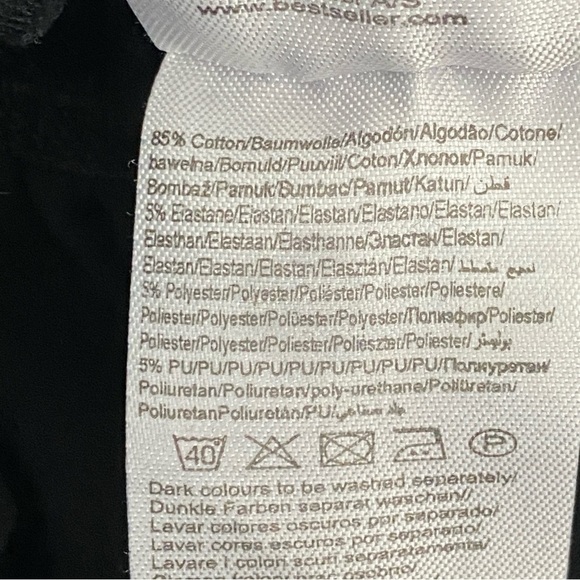 A/S
www.bestseller.com
85% Cotton/Baumwolle/Algodón/Algodão/Cotone/
bawełna/Bomuld/Puuvill/Coton/Хлопок/Pamuk/
Bombaž/Pamuk/Bumbac/Pamut/Katun/ قطن
5% Elastane/Elastan/Elastan/Elastano/Elastan/Elastan/
Elasthan/Elastaan/Elasthanne/Эластан/Elastan/
Elastan/Elastan/Elastan/Elasztán/Elastan/
5% Polyester/Polyester/Poliéster/Poliester/Poliestere/
Poliester/Polyester/Polüester/Polyester/Полиэфир/Poliester/
Poliester/Polyester/Poliester/Poliészter/Poliester/ بوليستر
5% PU/PU/PU/PU/PU/PU/PU/PU/PU/Полиуретан/
Poliuretan/Poliuretan/poly-urethane/Poliüretan/
PoliuretanPoliuretán/PU/
40 P
Dark colours to be washed seperately/
Dunkle Farben separat waschen//
Lavar colores oscuros por separado/
Lavar cores escuros por separado/
Lavare i colori scuri separatamente/